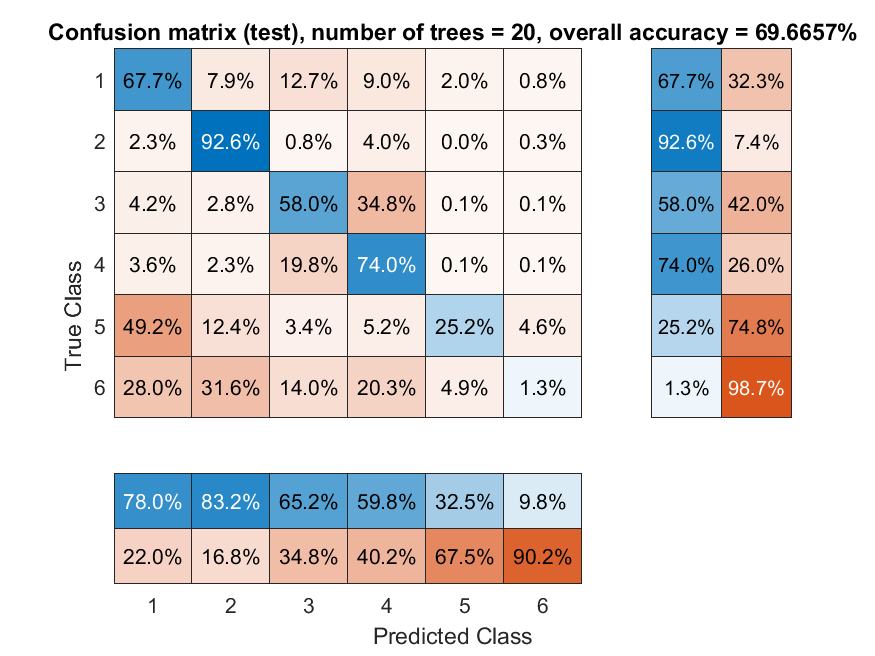 Confusion matrix (test), number of trees = 20, overall accuracy = 69.6657%
1 67.7% 7.9% 12.7% 9.0% 2.0% 0.8% 67.7% 32.3%
2 2.3% 92.6% 0.8% 4.0% 0.0% 0.3% 92.6% 7.4%
3 4.2% 2.8% 58.0% 34.8% 0.1% 0.1% 58.0% 42.0%
4 3.6% 2.3% 19.8% 74.0% 0.1% 0.1% 74.0% 26.0%
5 49.2% 12.4% 3.4% 5.2% 25.2% 4.6% 25.2% 74.8%
6 28.0% 31.6% 14.0% 20.3% 4.9% 1.3% 1.3% 98.7%
True Class
78.0% 83.2% 65.2% 59.8% 32.5% 9.8%
22.0% 16.8% 34.8% 40.2% 67.5% 90.2%
1 2 3 4 5 6
Predicted Class